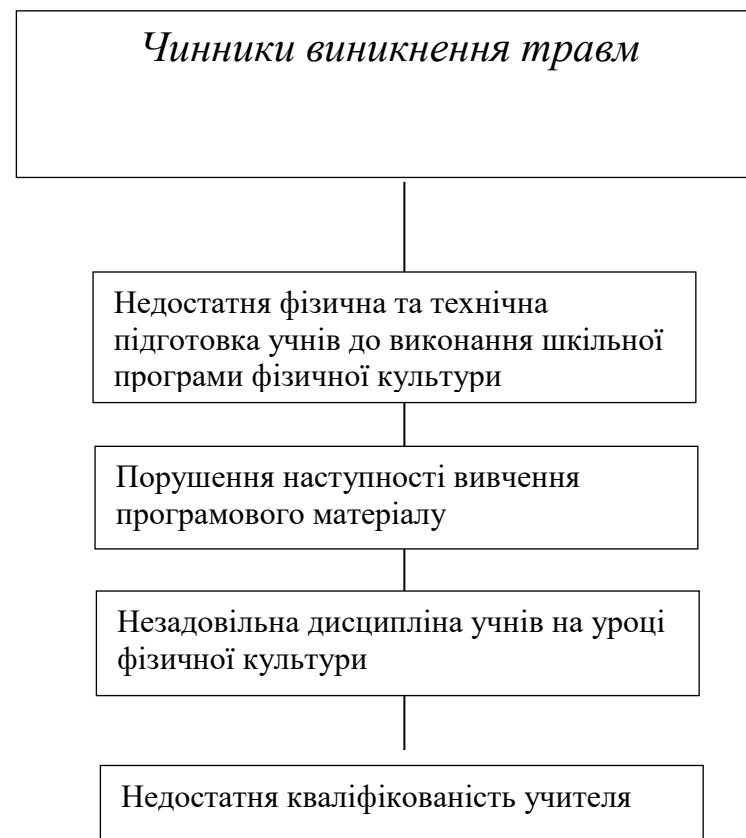 Чинники виникнення травм
Недостатня фізична та технічна
підготовка учнів до виконання шкільної
програми фізичної культури
Порушення наступності вивчення
програмового матеріалу
Незадовільна дисципліна учнів на уроці
фізичної культури
Недостатня кваліфікованість учителя